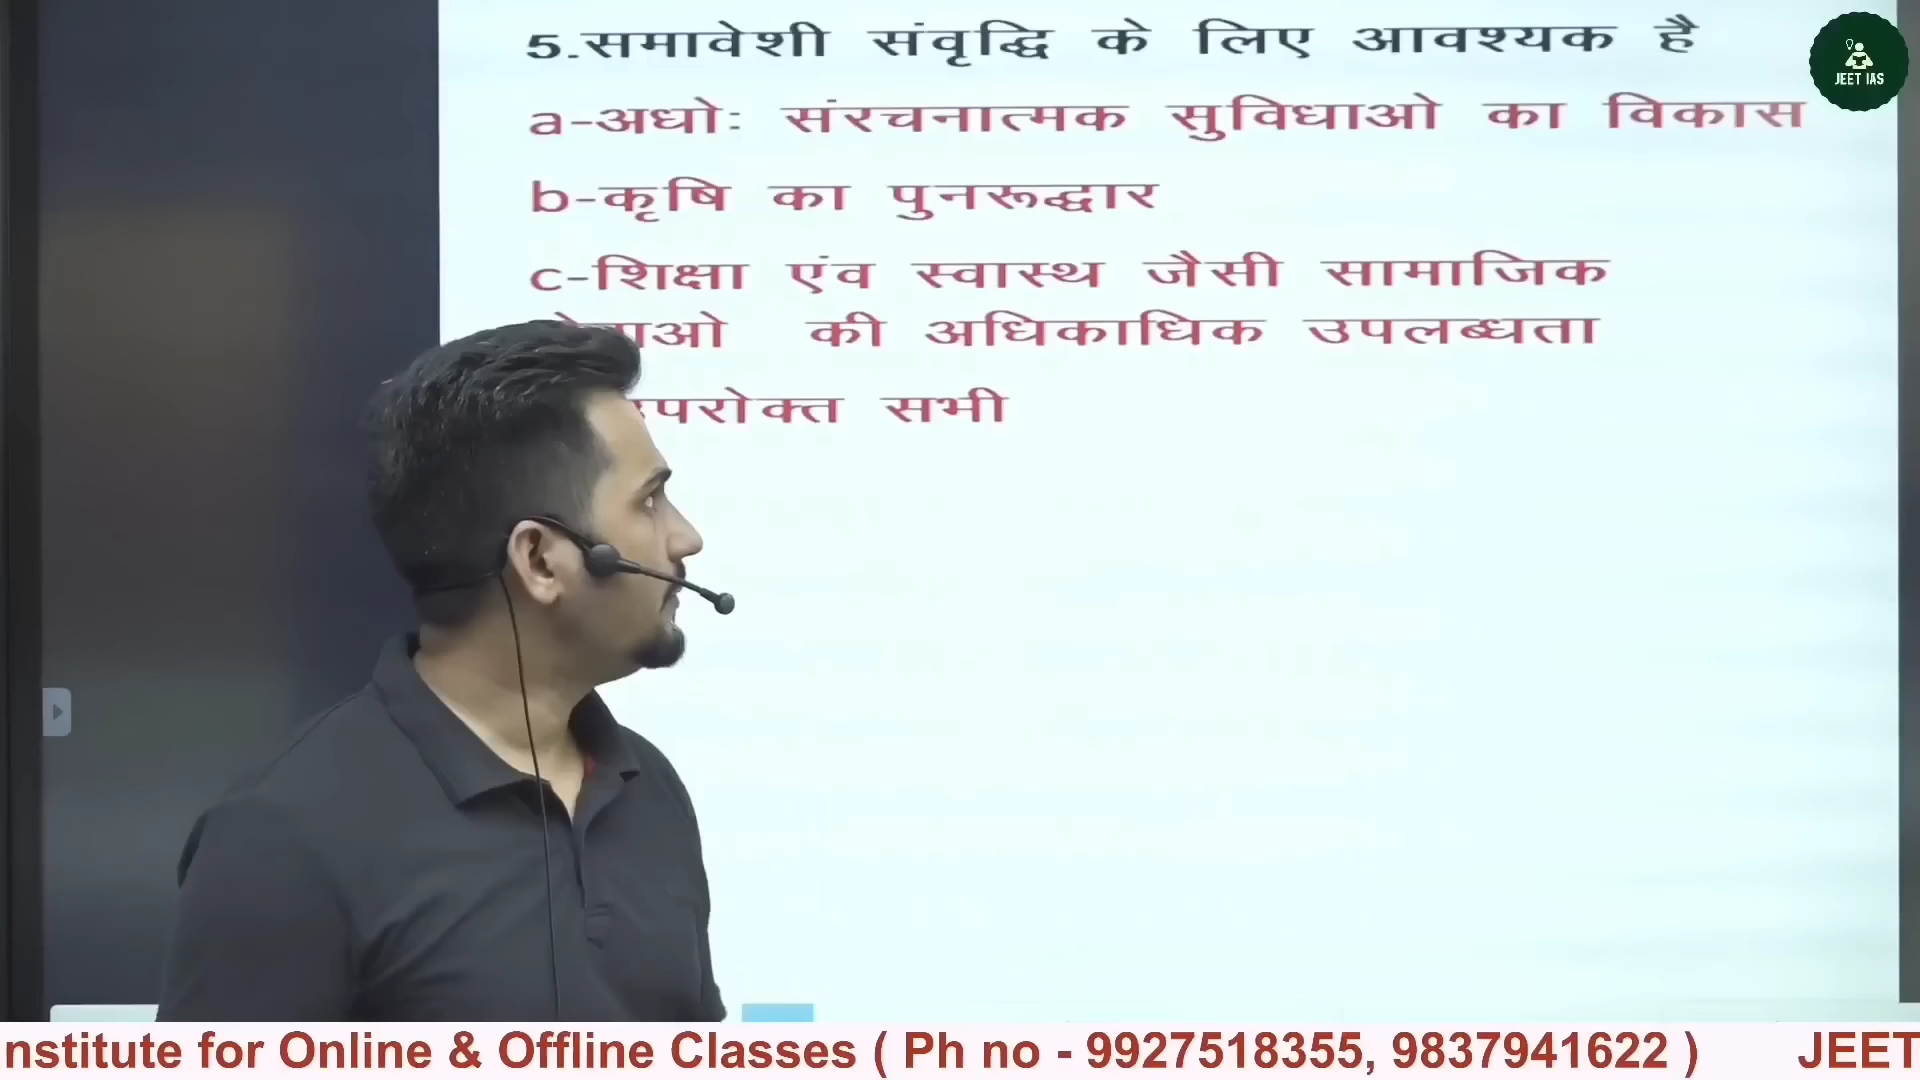 5.समावेशी संवृद्धि के लिए आवश्यक है
JEET IAS
a-अधोः संरचनात्मक सुविधाओ का विकास
b-कृषि का पुनरूद्धार
c-शिक्षा एंव स्वास्थ जैसी सामाजिक
की अधिकाधिक उपलब्धता
सभी
nstitute for Online & Offline Classes ( Ph no - 9927518355, 9837941622 ) JEET